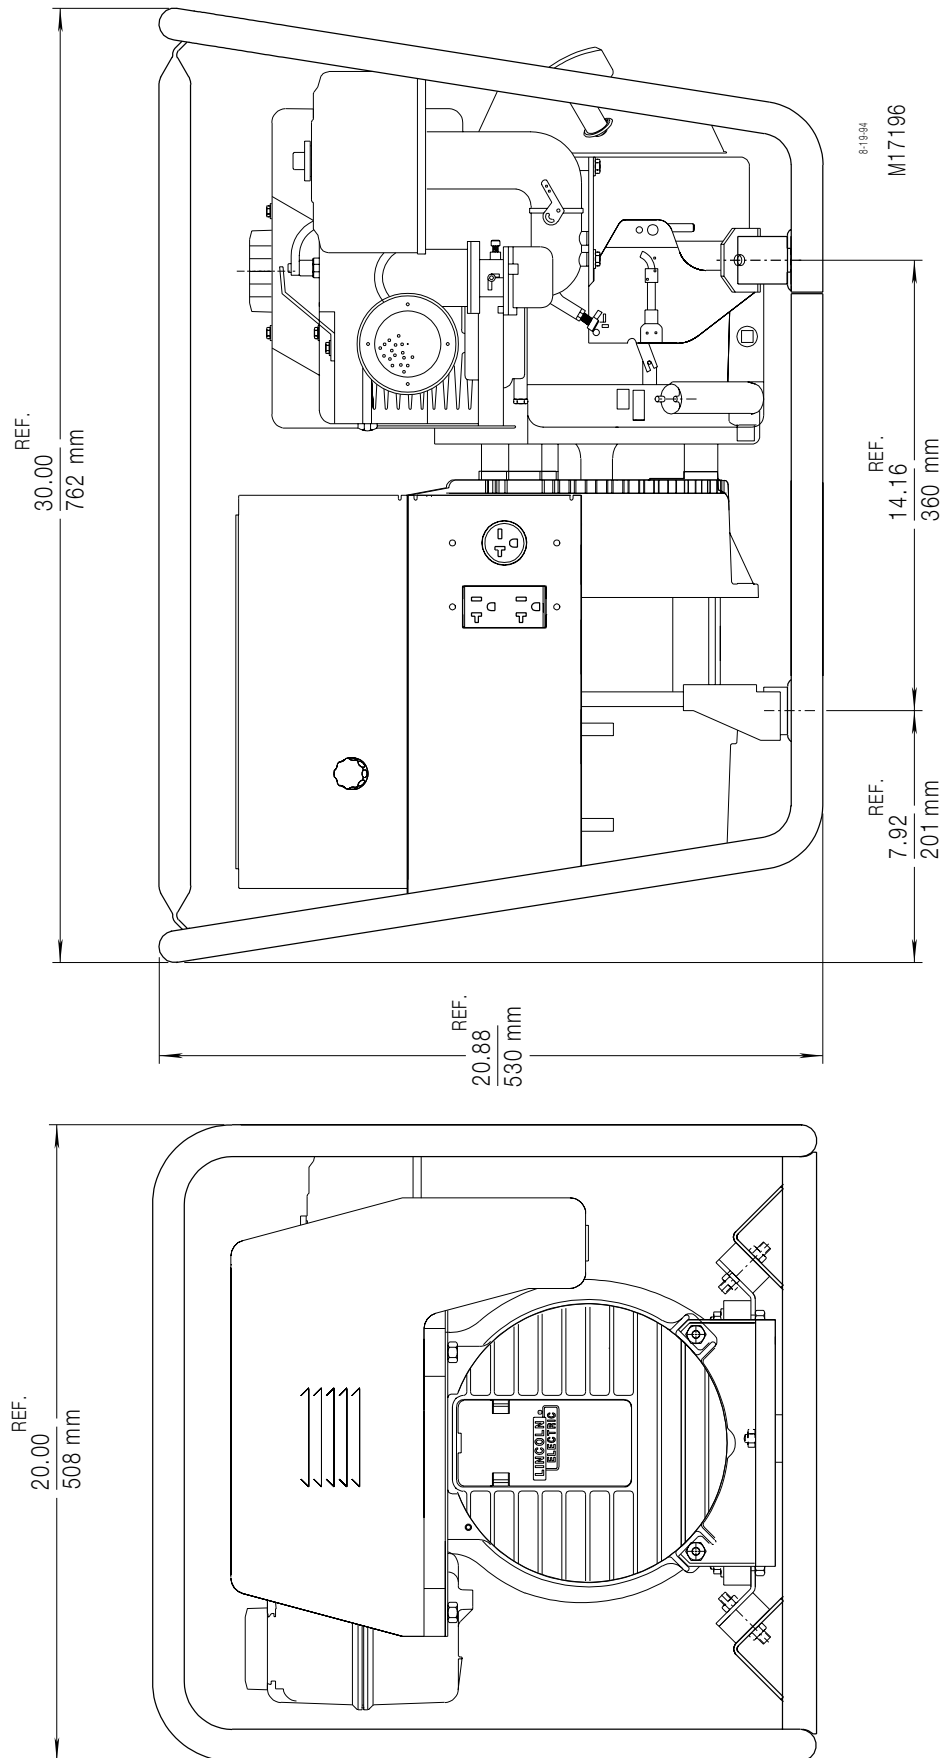 REF.
30.00
762 mm
8-19-94
M17196
REF.
14.16
360 mm
REF.
7.92
201 mm
REF.
20.88
530 mm
REF.
20.00
508 mm
LINCOLN
ELECTRIC